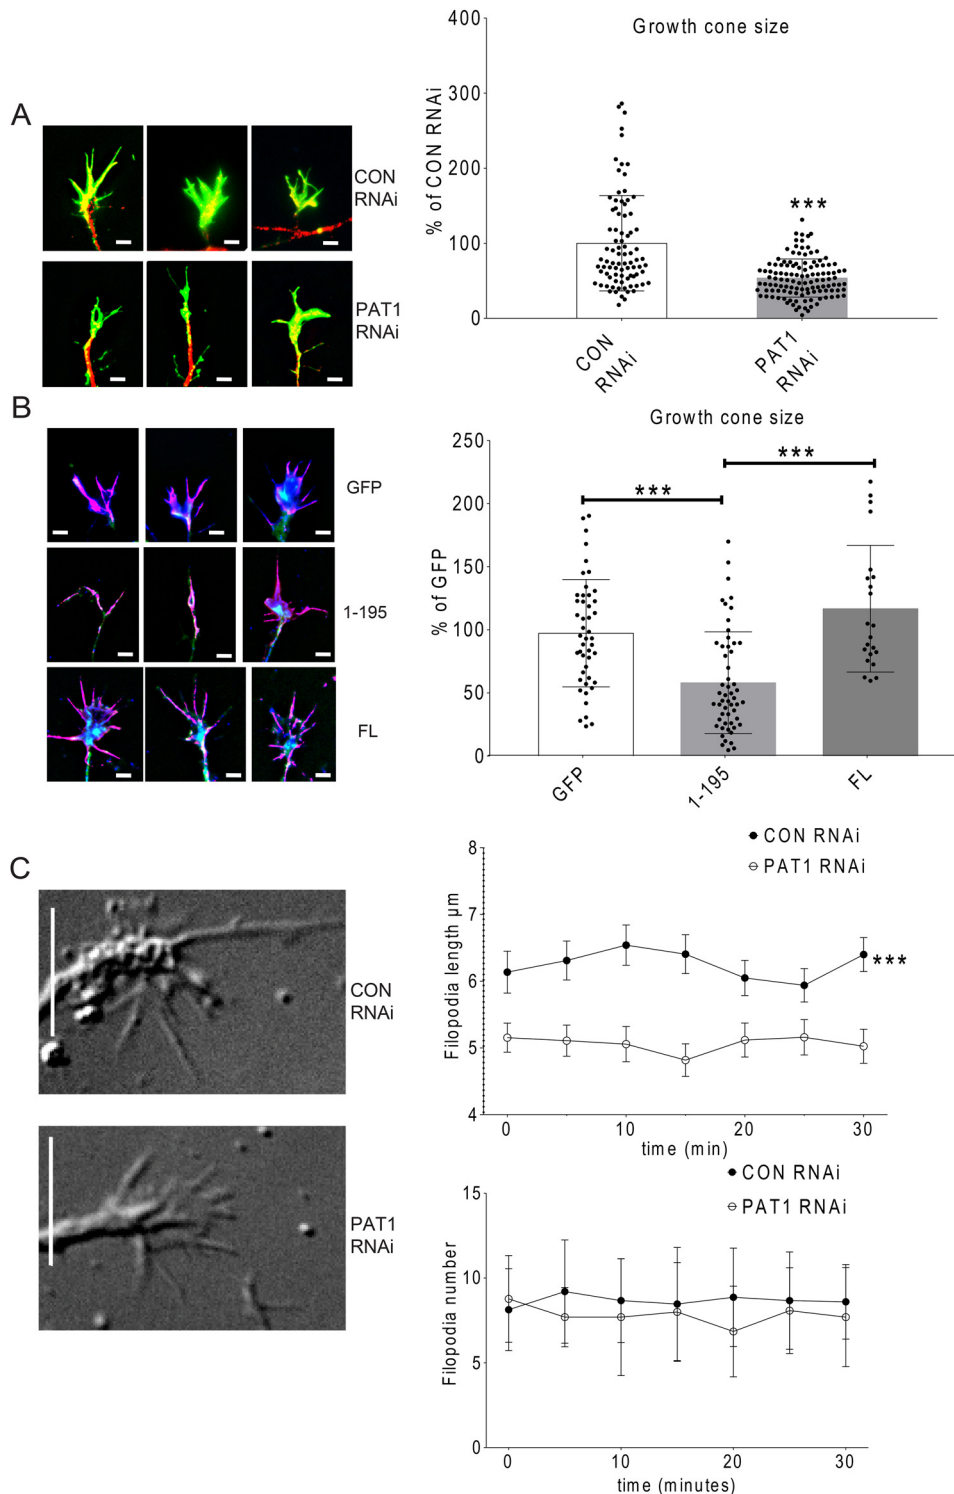 A
CON
RNAi
PAT1
RNAi
Growth cone size
% of CON RNAi
400
300
200
100
0
***
CON
RNAi
PAT1
RNAi
B
GFP
1-195
FL
Growth cone size
% of GFP
250
200
150
100
50
0
***
***
GFP
1-195
FL
C
CON
RNAi
PAT1
RNAi
CON RNAi
PAT1 RNAi
Filopodia length µm
8
7
6
5
4
***
0 10 20 30
time (min)
CON RNAi
PAT1 RNAi
Filopodia number
15
10
5
0
0 10 20 30
time (minutes)